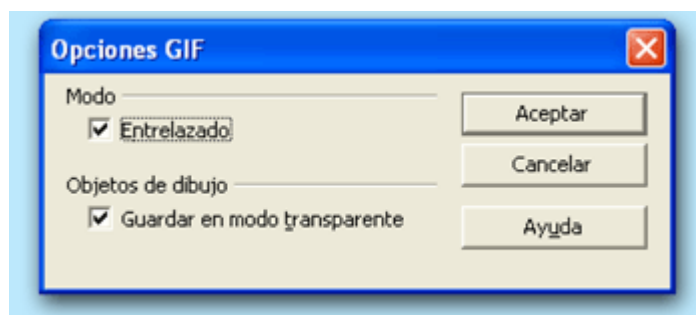 Opciones GIF
Modo
Entrelazado
Objetos de dibujo
Guardar en modo transparente
Aceptar
Cancelar
Ayuda